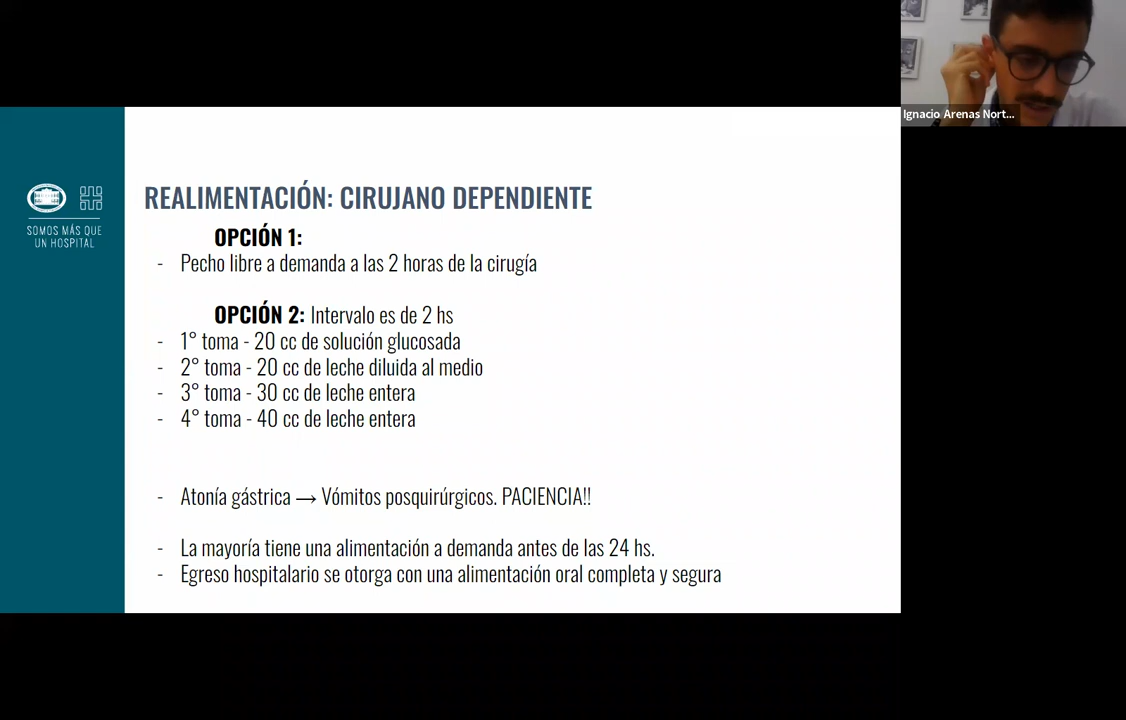 Ignacio Arenas Nort...
SOMOS MÁS QUE
UN HOSPITAL
REALIMENTACIÓN: CIRUJANO DEPENDIENTE
OPCIÓN 1:
- Pecho libre a demanda a las 2 horas de la cirugía
OPCIÓN 2: Intervalo es de 2 hs
- 1° toma - 20 cc de solución glucosada
- 2° toma - 20 cc de leche diluida al medio
- 3° toma - 30 cc de leche entera
- 4° toma - 40 cc de leche entera
- Atonía gástrica → Vómitos posquirúrgicos. PACIENCIA!!
- La mayoría tiene una alimentación a demanda antes de las 24 hs.
- Egreso hospitalario se otorga con una alimentación oral completa y segura